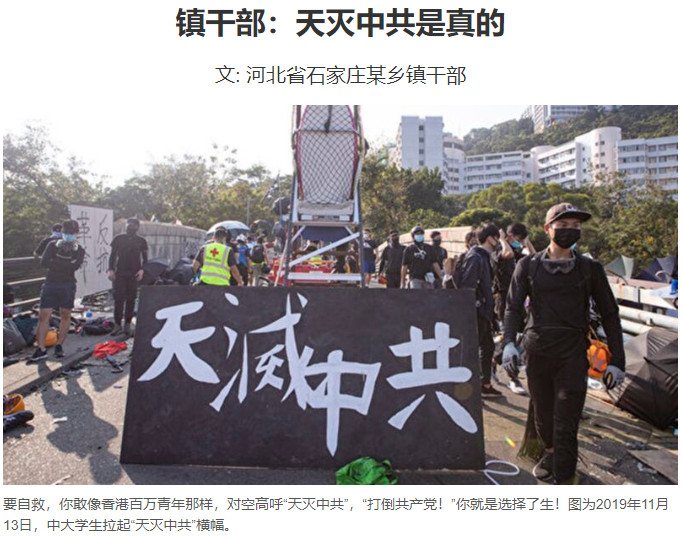 镇干部：天灭中共是真的
文: 河北省石家庄某乡镇干部
天滅中共
要自救，你敢像香港百万青年那样，对空高呼“天灭中共”，“打倒共产党！”你就是选择了生！图为2019年11月
13日，中大学生拉起“天灭中共”横幅。